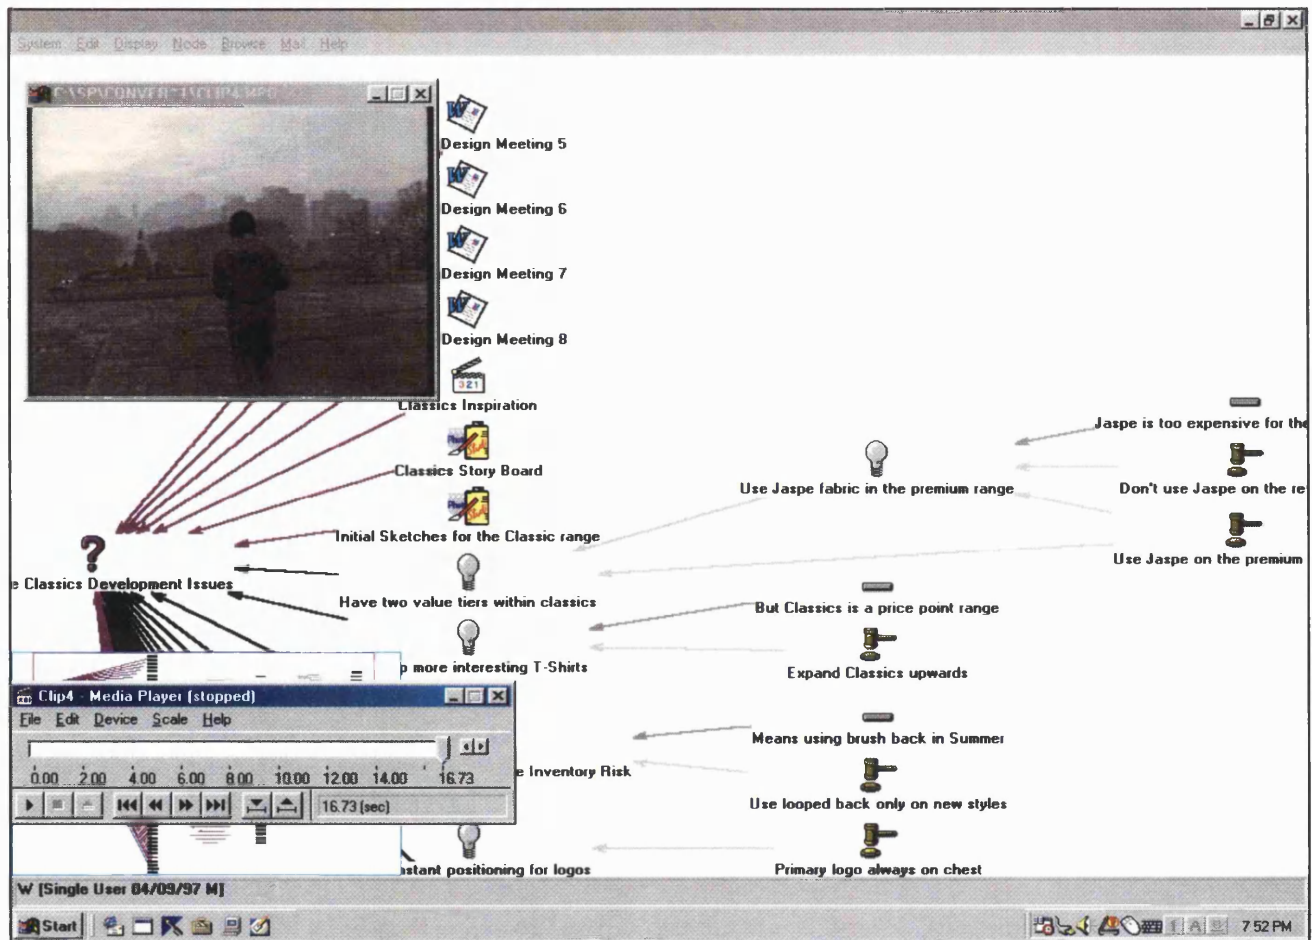 System Edit Display Node Browse Mail Help
C:\SP\CONVER~1\CLIP4.MPG
Design Meeting 5
Design Meeting 6
Design Meeting 7
Design Meeting 8
321
Classics Inspiration
Classics Story Board
Initial Sketches for the Classic range
e Classics Development Issues
Have two value tiers within classics
p more interesting T-Shirts
Jaspe is too expensive for the
Use Jaspe fabric in the premium range
Don't use Jaspe on the re
Use Jaspe on the premium
But Classics is a price point range
Expand Classics upwards
Means using brush back in Summer
e Inventory Risk
Use looped back only on new styles
stant positioning for logos
Primary logo always on chest
Clip4 - Media Player (stopped)
File Edit Device Scale Help
0.00 2.00 4.00 6.00 8.00 10.00 12.00 14.00 16.73
16.73 (sec)
W [Single User 04/09/97 M]
Start
7:52 PM